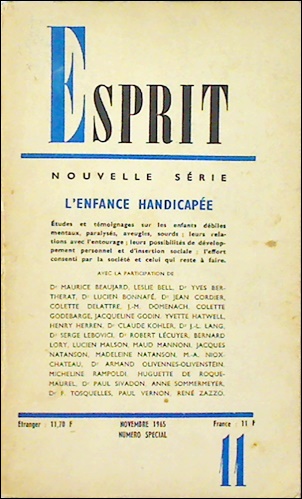 ESPRIT
NOUVELLE SÉRIE
L'ENFANCE HANDICAPÉE
Études et témoignages sur les enfants débiles
mentaux, paralysés, aveugles, sourds ; leurs rela-
tions avec l'entourage ; leurs possibilités de dévelop-
pement personnel et d'insertion sociale ; l'effort
consenti par la société et celui qui reste à faire.
AVEC LA PARTICIPATION DE
Dr MAURICE BEAUJARD, LESLIE BELL, Dr YVES BER-
THERAT, Dr LUCIEN BONNAFÉ, Dr JEAN CORDIER,
COLETTE DELATTRE, J.-M. DOMENACH, COLETTE
GODEBARGE, JACQUELINE GODIN, YVETTE HATWELL,
HENRY HERREN, Dr CLAUDE KOHLER, Dr J.-L. LANG,
Dr SERGE LEBOVICI, Dr ROBERT LÉCUYER, BERNARD
LORY, LUCIEN MALSON, MAUD MANNONI, JACQUES
NATANSON, MADELEINE NATANSON, M.-A. NIOX-
CHATEAU, Dr ARMAND OLIVENNES-OLIVENSTEIN,
MICHELINE RAMPOLDI, HUGUETTE DE ROQUE-
MAUREL, Dr PAUL SIVADON, ANNE SOMMERMEYER,
Dr F. TOSQUELLES, PAUL VERNON, RENÉ ZAZZO.
Étranger : 11,70 F NOVEMBRE 1965 France : 11 F
NUMÉRO SPÉCIAL
11